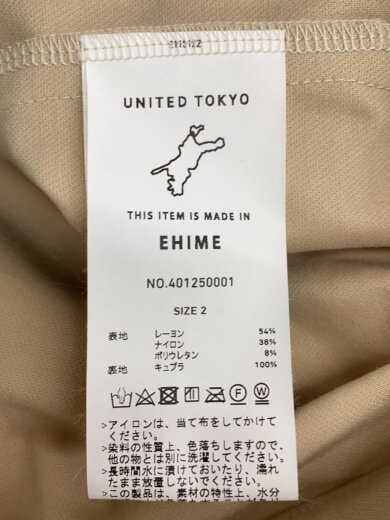 UNITED TOKYO
THIS ITEM IS MADE IN
EHIME
NO.401250001
SIZE 2
表地 レーヨン 54%
ナイロン 38%
ポリウレタン 8%
裏地 キュプラ 100%
>アイロンは、当て布をしてかけて
ください。
>染料の性質上、色落ちしますので、
他の物とは別に洗濯してください。
>長時間水に漬けておいたり、濡れ
たまま放置しないでください。
>この製品は、素材の特性上、水分